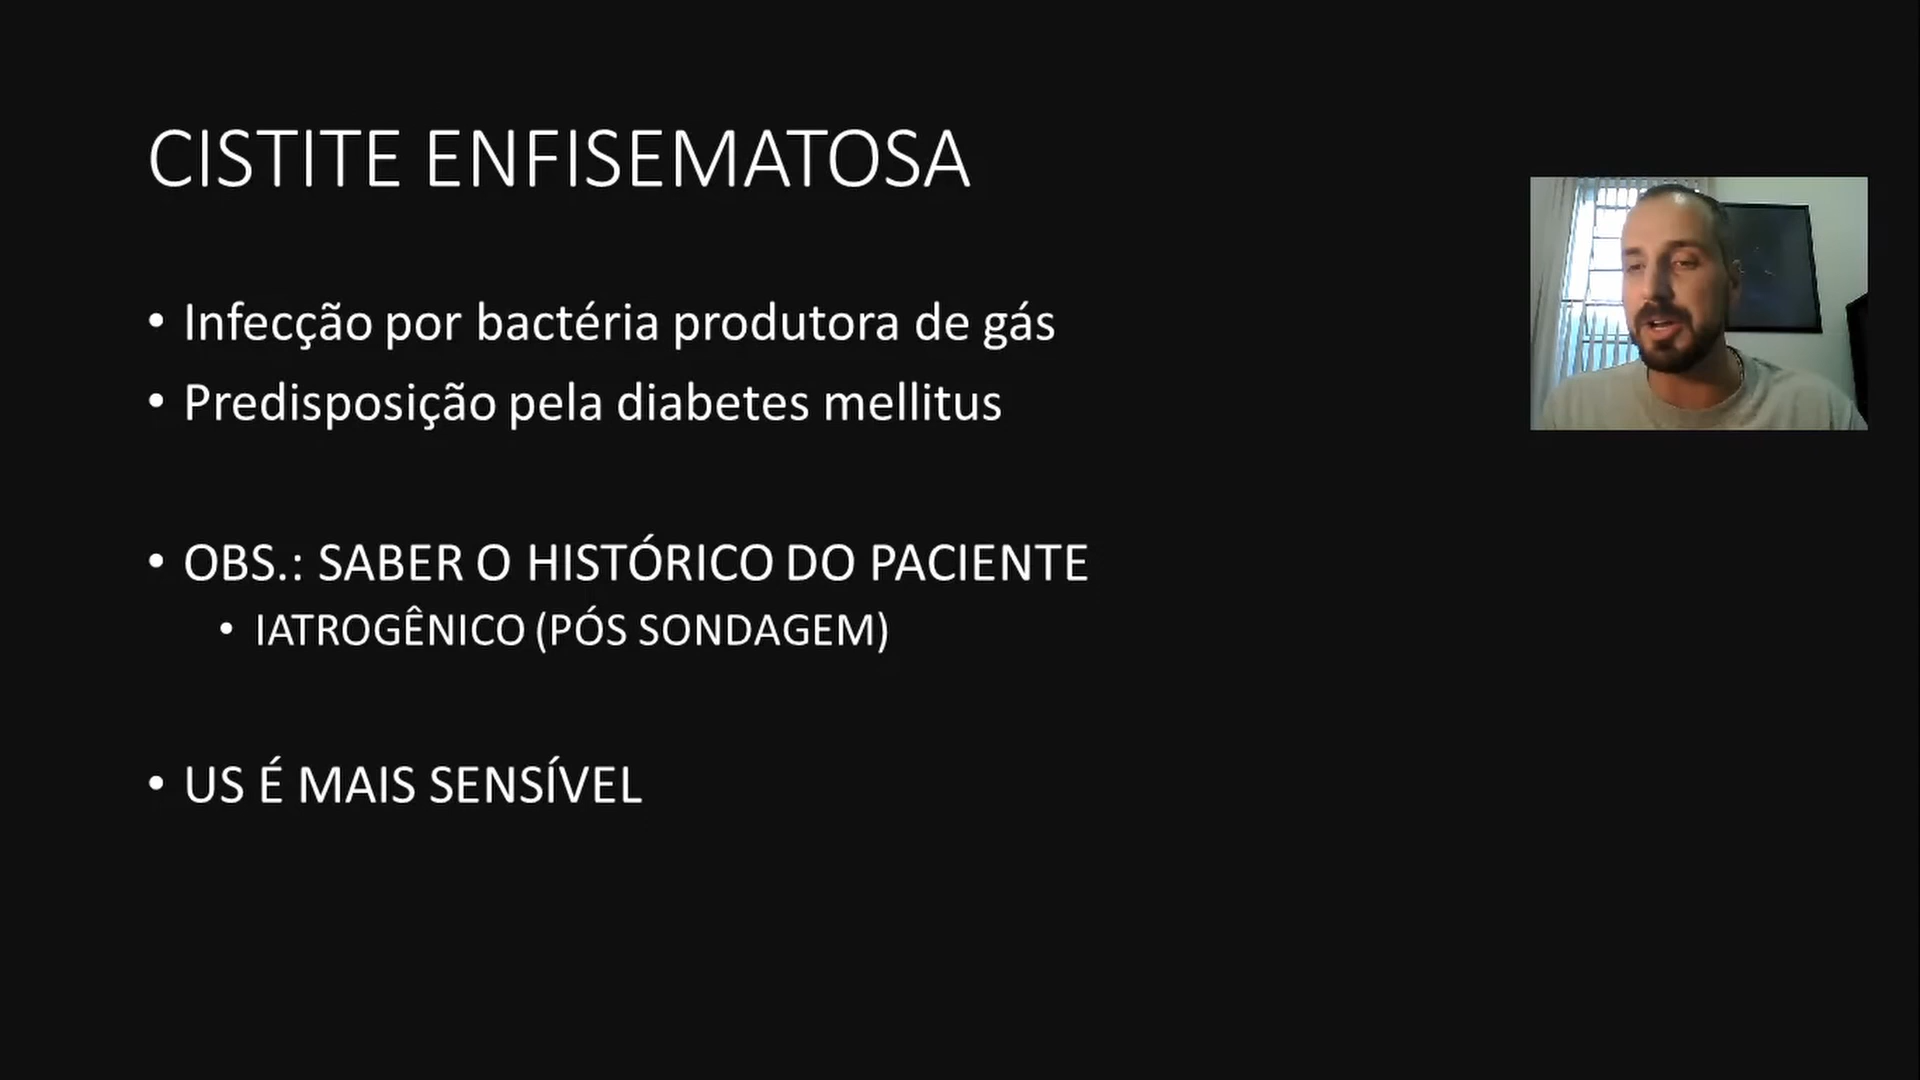 CISTITE ENFISEMATOSA
• Infecção por bactéria produtora de gás
• Predisposição pela diabetes mellitus
• OBS.: SABER O HISTÓRICO DO PACIENTE
• IATROGÊNICO (PÓS SONDAGEM)
• US É MAIS SENSÍVEL